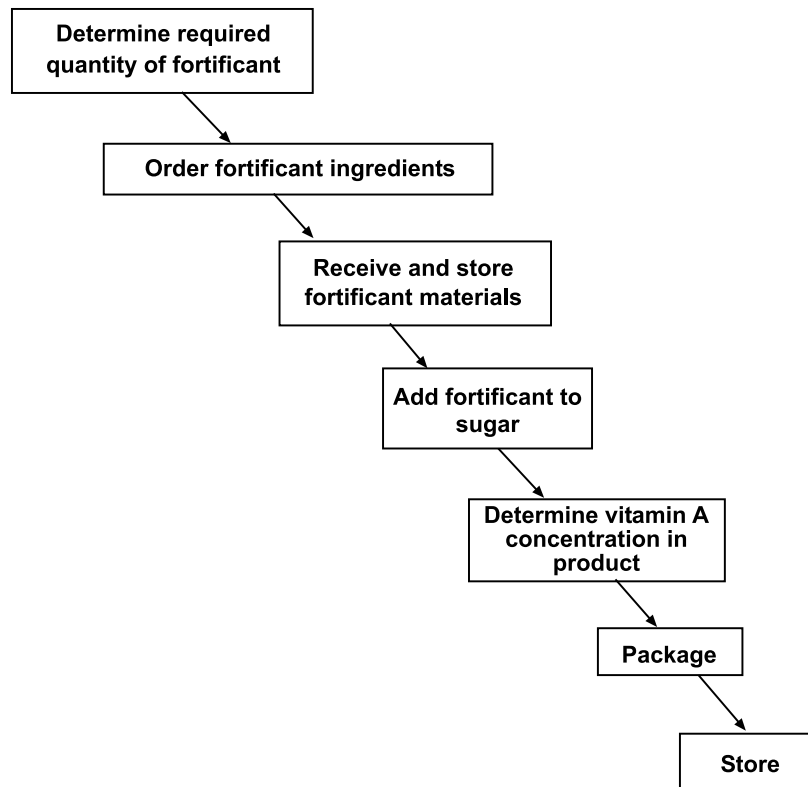 Determine required
quantity of fortificant
Order fortificant ingredients
Receive and store
fortificant materials
Add fortificant to
sugar
Determine vitamin A
concentration in
product
Package
Store